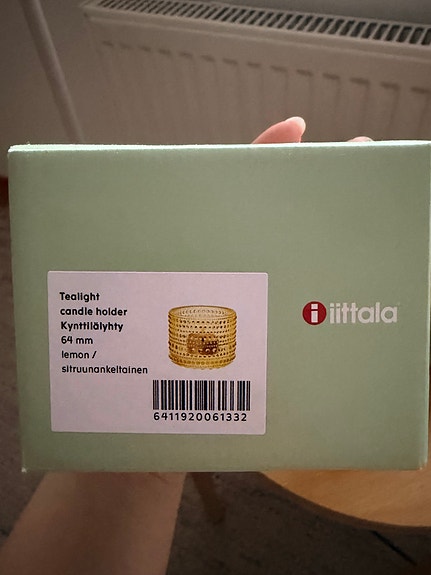 Tealight
candle holder
Kynttilälyhty
64 mm
lemon /
sitruunankeltainen
6411920061332
iittala